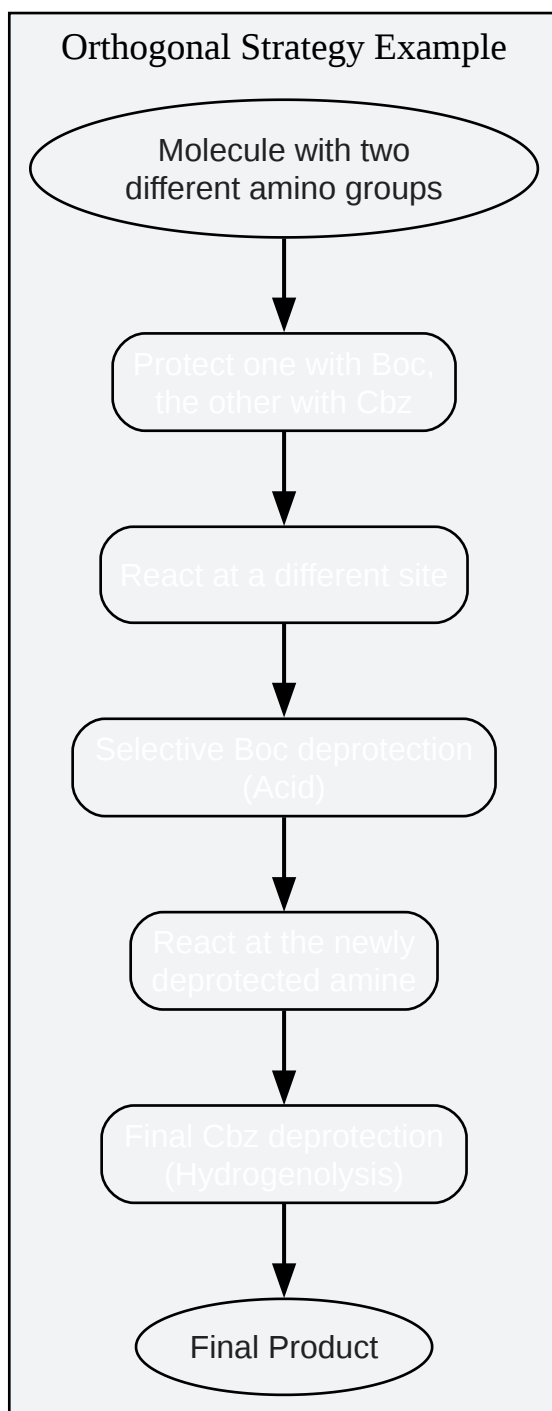 Orthogonal Strategy Example
Molecule with two
different amino groups
Protect one with Boc,
the other with Cbz
React at a different site
Selective Boc deprotection
(Acid)
React at the newly
deprotected amine
Final Cbz deprotection
(Hydrogenolysis)
Final Product